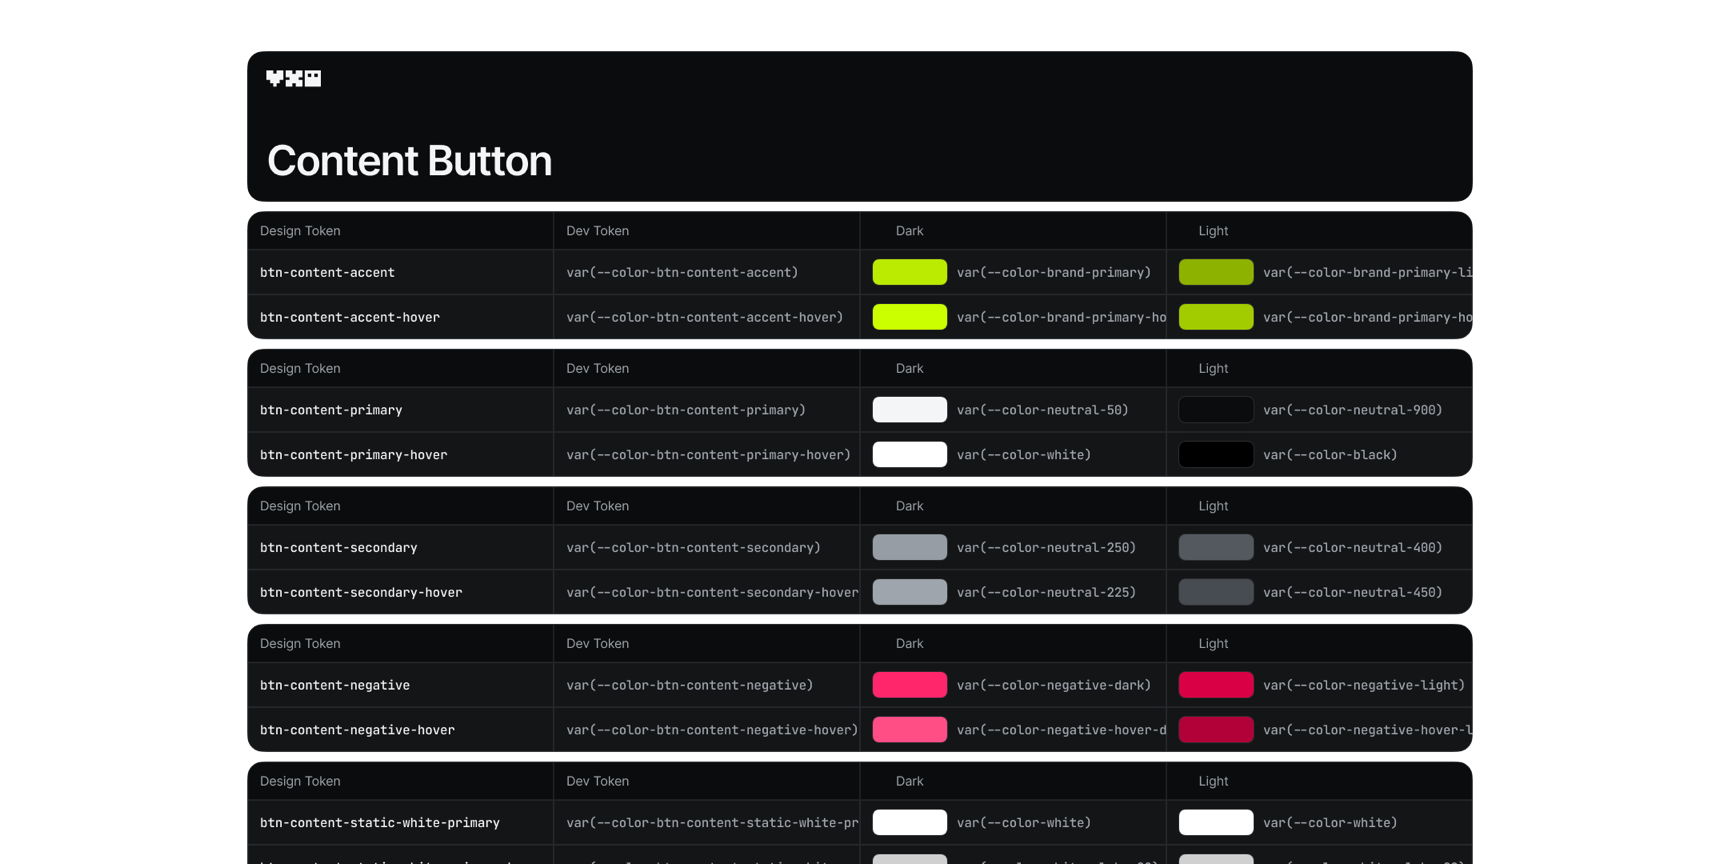 Content Button
Design Token Dev Token Dark Light
btn-content-accent var(--color-btn-content-accent) var(--color-brand-primary) var(--color-brand-primary-li
btn-content-accent-hover var(--color-btn-content-accent-hover) var(--color-brand-primary-ho var(--color-brand-primary-ho
Design Token Dev Token Dark Light
btn-content-primary var(--color-btn-content-primary) var(--color-neutral-50) var(--color-neutral-900)
btn-content-primary-hover var(--color-btn-content-primary-hover) var(--color-white) var(--color-black)
Design Token Dev Token Dark Light
btn-content-secondary var(--color-btn-content-secondary) var(--color-neutral-250) var(--color-neutral-400)
btn-content-secondary-hover var(--color-btn-content-secondary-hover var(--color-neutral-225) var(--color-neutral-450)
Design Token Dev Token Dark Light
btn-content-negative var(--color-btn-content-negative) var(--color-negative-dark) var(--color-negative-light)
btn-content-negative-hover var(--color-btn-content-negative-hover) var(--color-negative-hover-d var(--color-negative-hover-l
Design Token Dev Token Dark Light
btn-content-static-white-primary var(--color-btn-content-static-white-pr var(--color-white) var(--color-white)